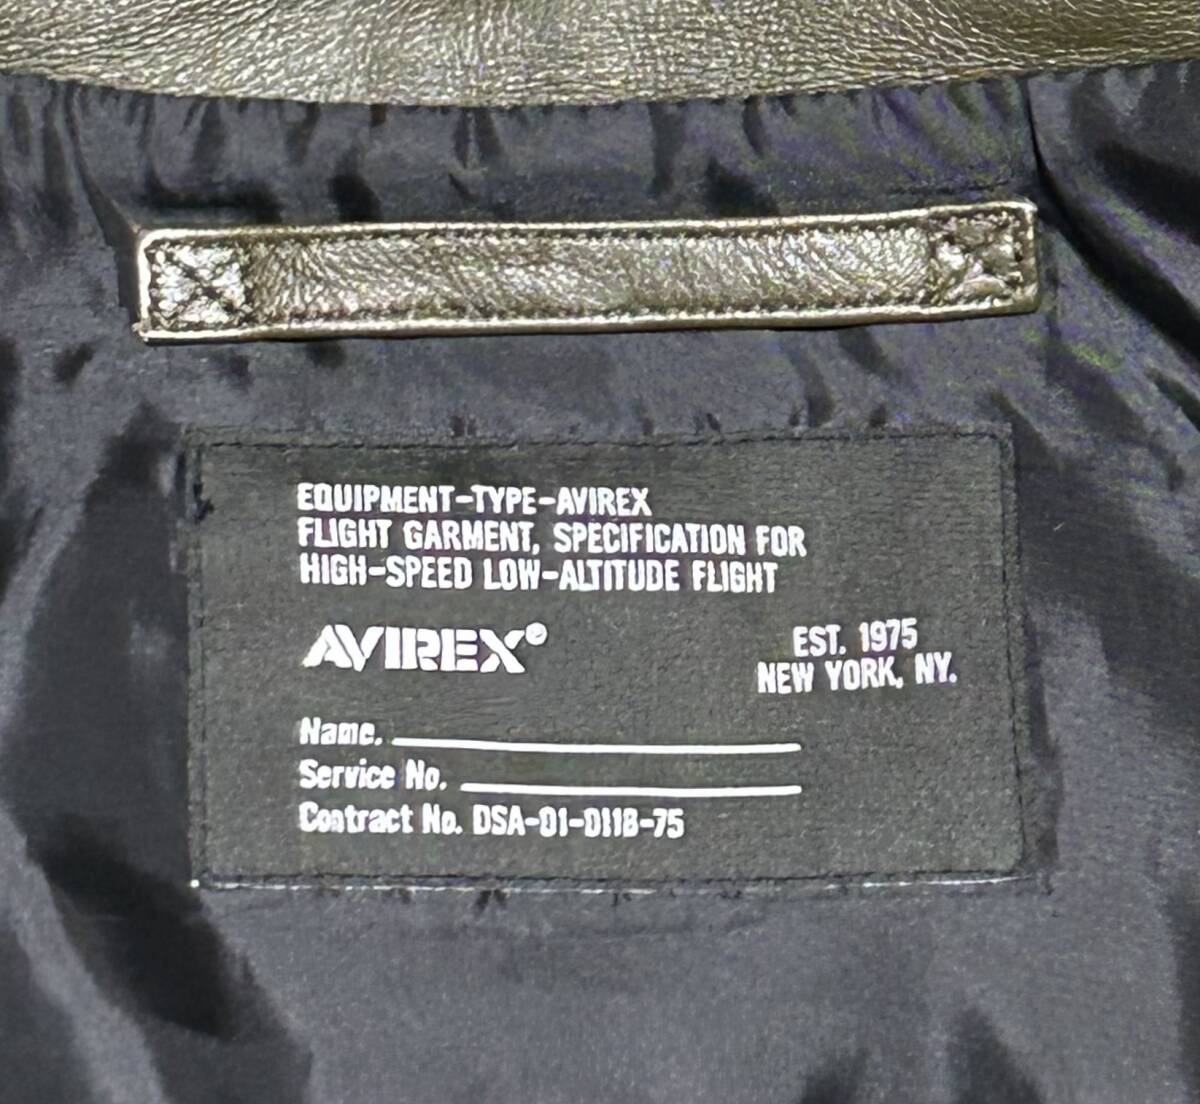 EQUIPMENT-TYPE-AVIREX
FLIGHT GARMENT, SPECIFICATION FOR
HIGH-SPEED LOW-ALTITUDE FLIGHT
AVIREX®
EST. 1975
NEW YORK, NY.
Name.
Service No.
Contract No. DSA-01-0118-75